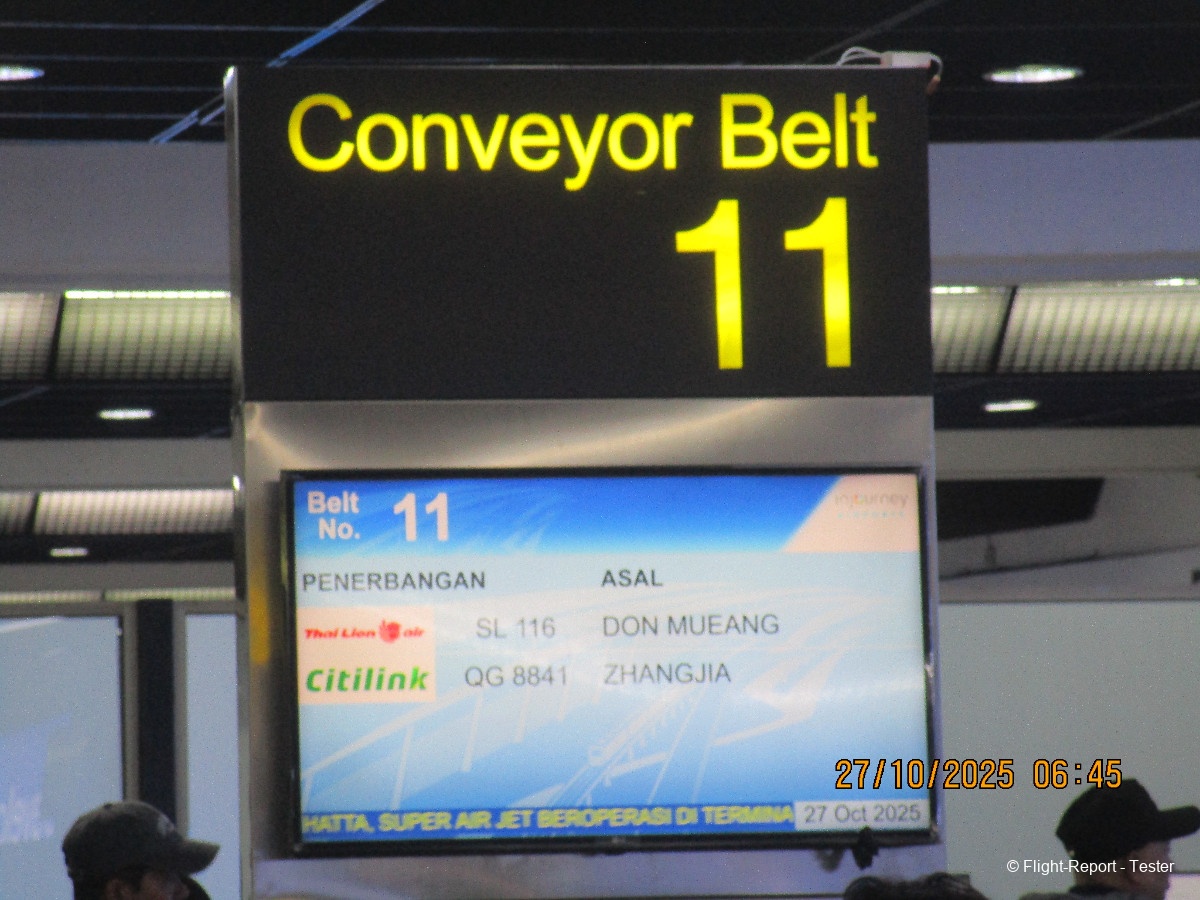 Conveyor Belt
11
Belt No. 11
injourney
PENERBANGAN ASAL
Thai Lion air SL 116 DON MUEANG
Citilink QG 8841 ZHANGJIA
HATTA, SUPER AIR JET BEROPERASI DI TERMINA 27 Oct 2025
27/10/2025 06:45
© Flight-Report - Tester